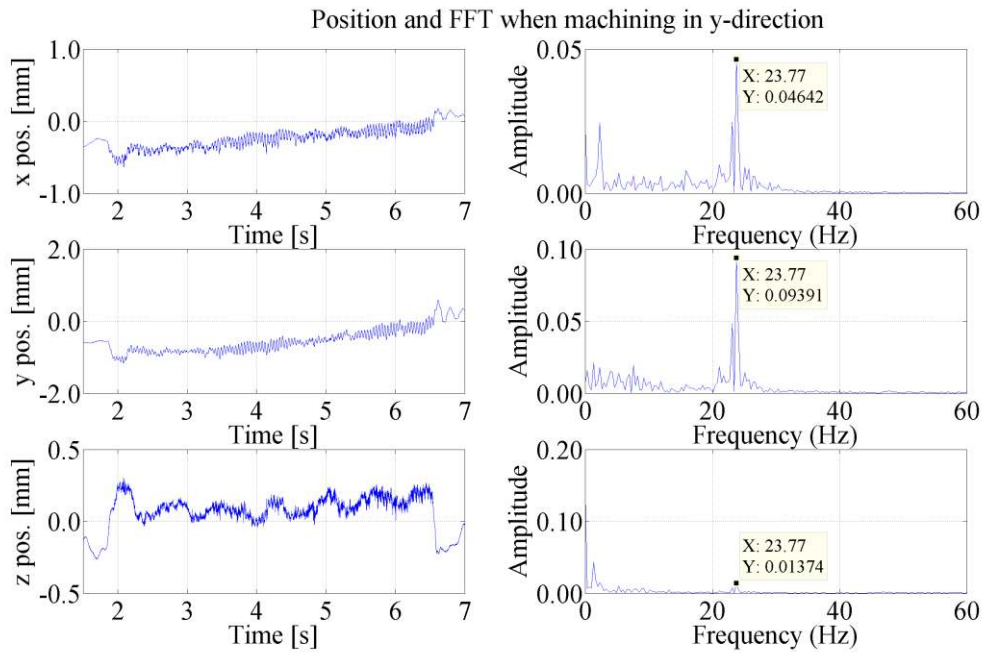 Position and FFT when machining in y-direction
x pos. [mm]
1.0
0.0
-1.0
2 3 4 5 6 7
Time [s]
Amplitude
0.05
0.00
X: 23.77
Y: 0.04642
0 20 40 60
Frequency (Hz)
y pos. [mm]
2.0
0.0
-2.0
2 3 4 5 6 7
Time [s]
Amplitude
0.10
0.05
0.00
X: 23.77
Y: 0.09391
0 20 40 60
Frequency (Hz)
z pos. [mm]
0.5
0.0
-0.5
2 3 4 5 6 7
Time [s]
Amplitude
0.20
0.10
0.00
X: 23.77
Y: 0.01374
0 20 40 60
Frequency (Hz)